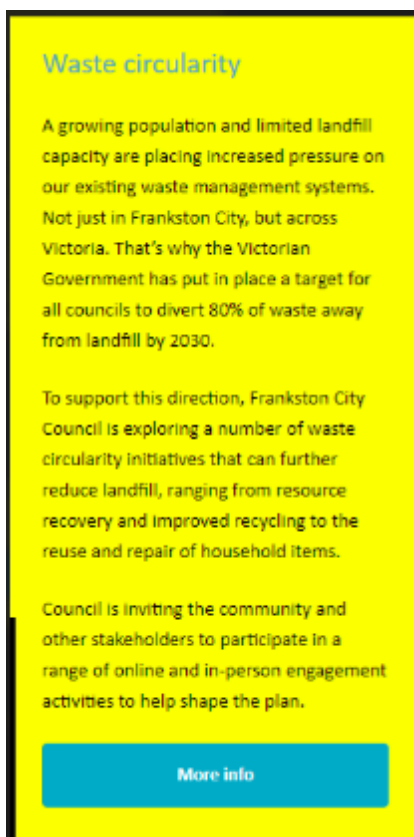 Waste circularity
A growing population and limited landfill
capacity are placing increased pressure on
our existing waste management systems.
Not just in Frankston City, but across
Victoria. That's why the Victorian
Government has put in place a target for
all councils to divert 80% of waste away
from landfill by 2030.
To support this direction, Frankston City
Council is exploring a number of waste
circularity initiatives that can further
reduce landfill, ranging from resource
recovery and improved recycling to the
reuse and repair of household items.
Council is inviting the community and
other stakeholders to participate in a
range of online and in-person engagement
activities to help shape the plan.
More info